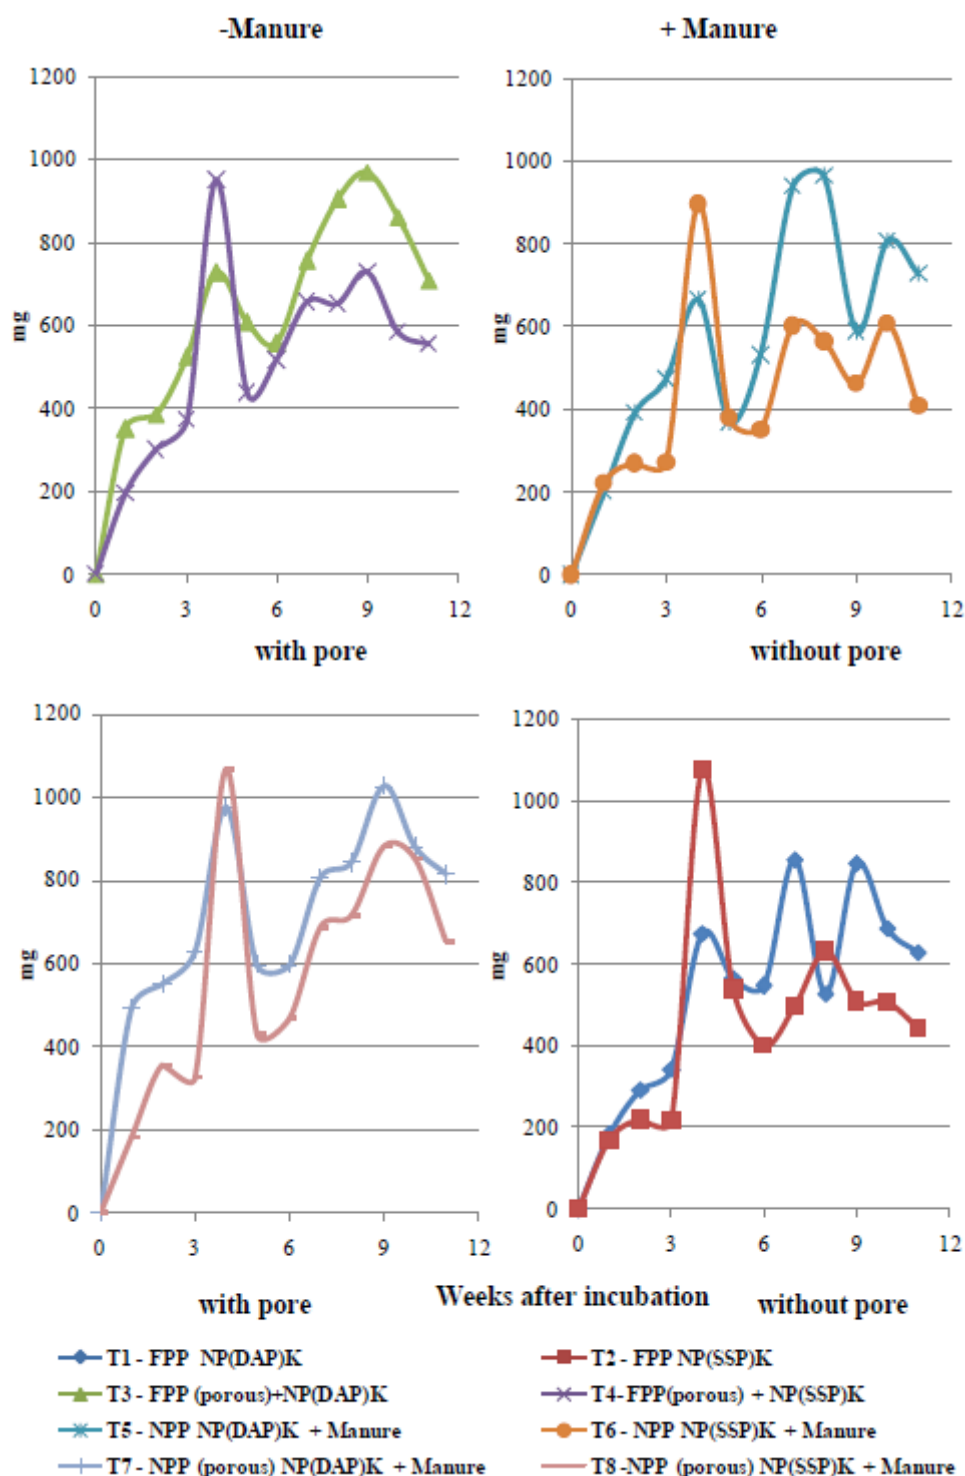 -Manure
+ Manure
1200
1000
800
600
400
200
0
mg
0 3 6 9 12
with pore
1200
1000
800
600
400
200
0
mg
0 3 6 9 12
without pore
1200
1000
800
600
400
200
0
mg
0 3 6 9 12
with pore
1200
1000
800
600
400
200
0
mg
0 3 6 9 12
without pore
Weeks after incubation
T1 - FPP NP(DAP)K
T2 - FPP NP(SSP)K
T3 - FPP (porous)+NP(DAP)K
T4-FPP(porous) + NP(SSP)K
T5 - NPP NP(DAP)K + Manure
T6 - NPP NP(SSP)K + Manure
T7 - NPP (porous) NP(DAP)K + Manure
T8 -NPP (porous) NP(SSP)K + Manure